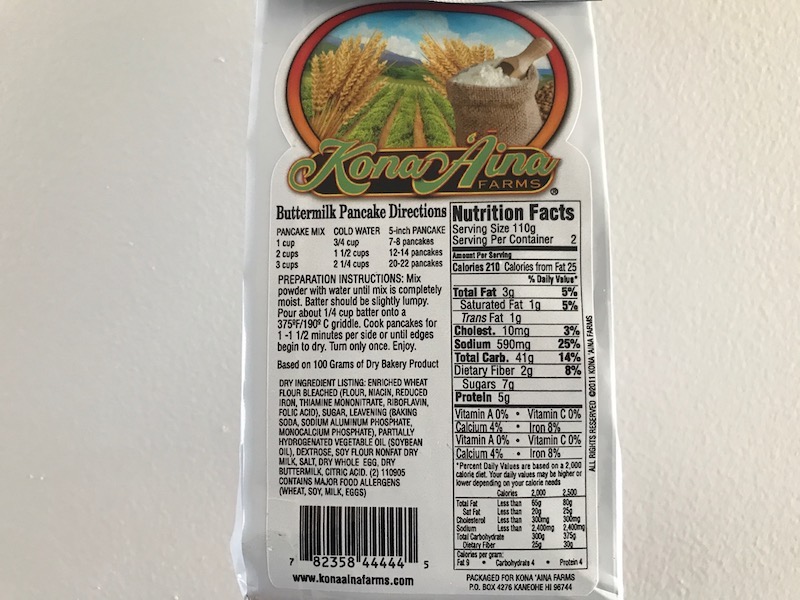 Kona Aina
FARMS ®
Buttermilk Pancake Directions
PANCAKE MIX COLD WATER 5-inch PANCAKE
1 cup 3/4 cup 7-8 pancakes
2 cups 1 1/2 cups 12-14 pancakes
3 cups 2 1/4 cups 20-22 pancakes
PREPARATION INSTRUCTIONS: Mix
powder with water until mix is completely
moist. Batter should be slightly lumpy.
Pour about 1/4 cup batter onto a
375ºF/190º C griddle. Cook pancakes for
1 -1 1/2 minutes per side or until edges
begin to dry. Turn only once. Enjoy.
Based on 100 Grams of Dry Bakery Product
DRY INGREDIENT LISTING: ENRICHED WHEAT
FLOUR BLEACHED (FLOUR, NIACIN, REDUCED
IRON, THIAMINE MONONITRATE, RIBOFLAVIN,
FOLIC ACID), SUGAR, LEAVENING (BAKING
SODA, SODIUM ALUMINUM PHOSPHATE,
MONOCALCIUM PHOSPHATE), PARTIALLY
HYDROGENATED VEGETABLE OIL (SOYBEAN
OIL), DEXTROSE, SOY FLOUR NONFAT DRY
MILK, SALT, DRY WHOLE EGG, DRY
BUTTERMILK, CITRIC ACID. (2) 110905
CONTAINS MAJOR FOOD ALLERGENS
(WHEAT, SOY, MILK, EGGS)
7 82358 44444 5
www.konaainafarms.com
Nutrition Facts
Serving Size 110g
Serving Per Container 2
Amount Per Serving
Calories 210 Calories from Fat 25
% Daily Value*
Total Fat 3g 5%
Saturated Fat 1g 5%
Trans Fat 1g
Cholest. 10mg 3%
Sodium 590mg 25%
Total Carb. 41g 14%
Dietary Fiber 2g 8%
Sugars 7g
Protein 5g
Vitamin A 0% • Vitamin C 0%
Calcium 4% • Iron 8%
Vitamin A 0% • Vitamin C 0%
Calcium 4% • Iron 8%
*Percent Daily Values are based on a 2,000
calorie diet. Your daily values may be higher or
lower depending on your calorie needs
Calories 2,000 2,500
Total Fat Less than 65g 80g
Sat Fat Less than 20g 25g
Cholesterol Less than 300mg 300mg
Sodium Less than 2,400mg 2,400mg
Total Carbohydrate 300g 375g
Dietary Fiber 25g 30g
Calories per gram:
Fat 9 • Carbohydrate 4 • Protein 4
PACKAGED FOR KONA 'AINA FARMS
P.O. BOX 4276 KANEOHE HI 96744
ALL RIGHTS RESERVED ©2011 KONA 'AINA FARMS